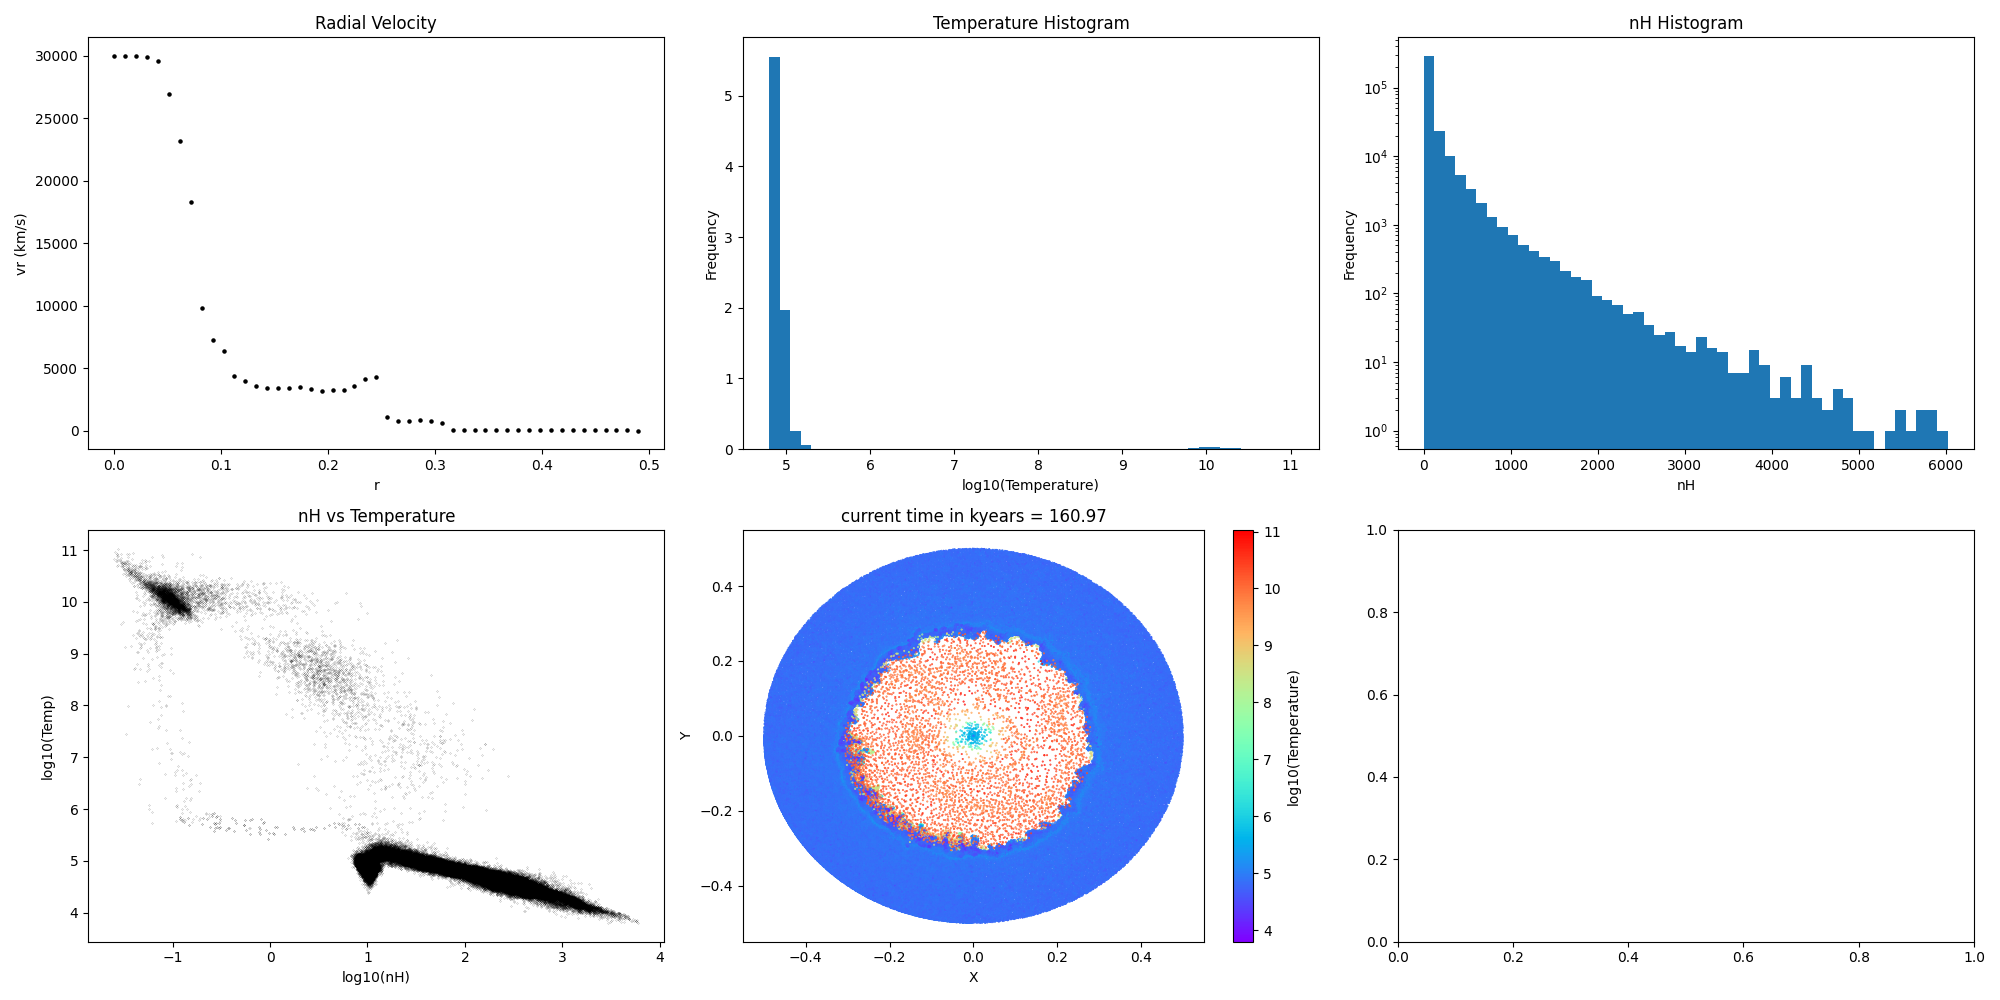 Radial Velocity
30000
25000
20000
15000
10000
5000
0
vr (km/s)
0.0 0.1 0.2 0.3 0.4 0.5
r
Temperature Histogram
5
4
3
2
1
0
Frequency
5 6 7 8 9 10 11
log10(Temperature)
nH Histogram
10^5
10^4
10^3
10^2
10^1
10^0
Frequency
0 1000 2000 3000 4000 5000 6000
nH
nH vs Temperature
11
10
9
8
7
6
5
4
log10(Temp)
−1 0 1 2 3 4
log10(nH)
current time in kyears = 160.97
0.4
0.2
0.0
−0.2
−0.4
Y
−0.4 −0.2 0.0 0.2 0.4
X
11
10
9
8
7
6
5
4
log10(Temperature)
1.0
0.8
0.6
0.4
0.2
0.0
0.0 0.2 0.4 0.6 0.8 1.0